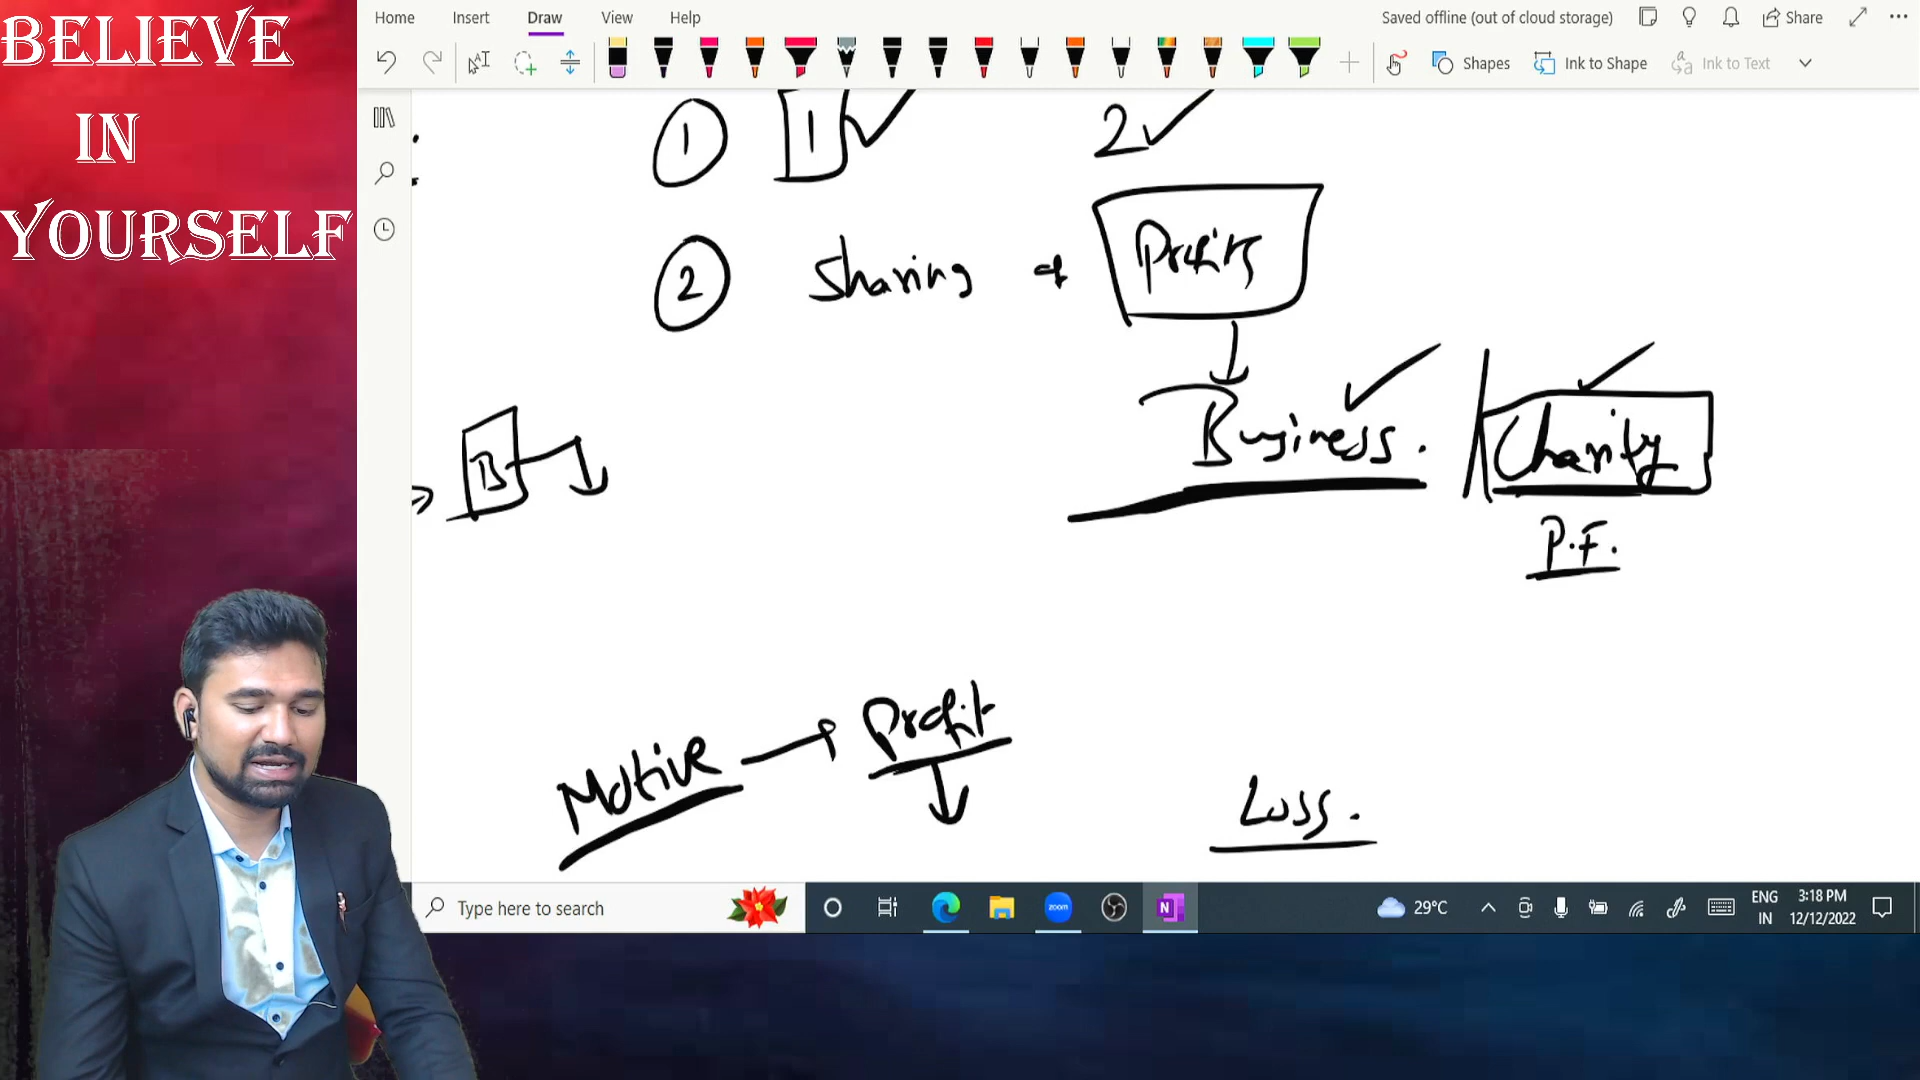 BELIEVE
IN
YOURSELF
Home Insert Draw View Help
Saved offline (out of cloud storage) Share
Shapes Ink to Shape Ink to Text
1 1 2
2 Sharing of Profits
Business. Charity
B
P.F.
Motive Profit
Loss.
Type here to search
zoom
N
29°C
ENG
IN
3:18 PM
12/12/2022